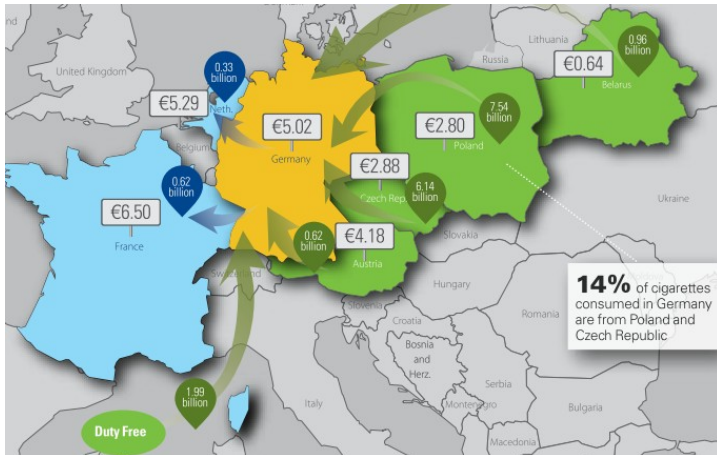 Lithuania
0.96
billion
United Kingdom
0.33
billion
Russia
€0.64
Belarus
€5.29
Neth.
7.54
billion
€5.02
Germany
€2.80
Poland
Belgium
0.62
billion
€2.88
Czech Rep.
6.14
billion
Ukraine
€6.50
France
0.62
billion
€4.18
Austria
Slovakia
Switzerland
14% of cigarettes
consumed in Germany
are from Poland and
Czech Republic
Hungary
Slovenia
Romania
Croatia
Bosnia
and
Herz.
Serbia
1.99
billion
Italy
Montenegro
Bulgaria
Duty Free
Macedonia